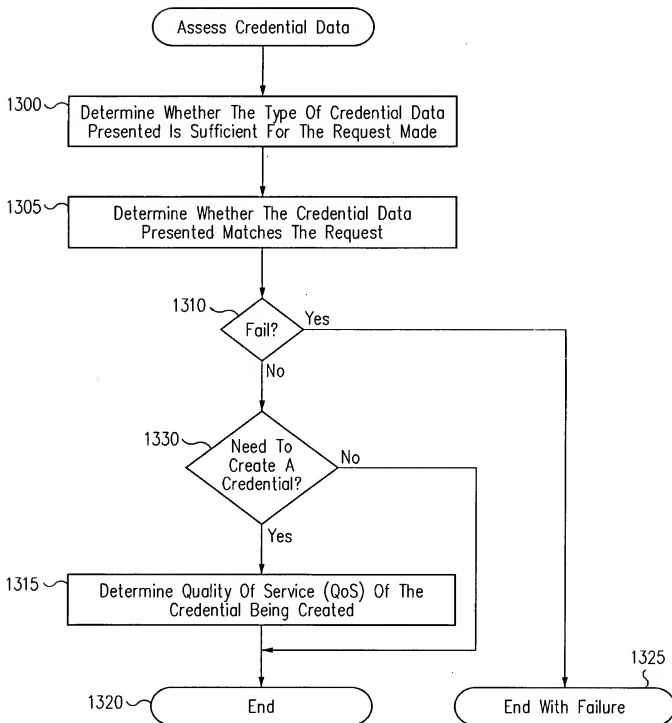 Assess Credential Data
1300
Determine Whether The Type Of Credential Data
Presented Is Sufficient For The Request Made
1305
Determine Whether The Credential Data
Presented Matches The Request
1310
Fail?
Yes
No
1330
Need To
Create A
Credential?
No
Yes
1315
Determine Quality Of Service (QoS) Of The
Credential Being Created
1320
End
1325
End With Failure